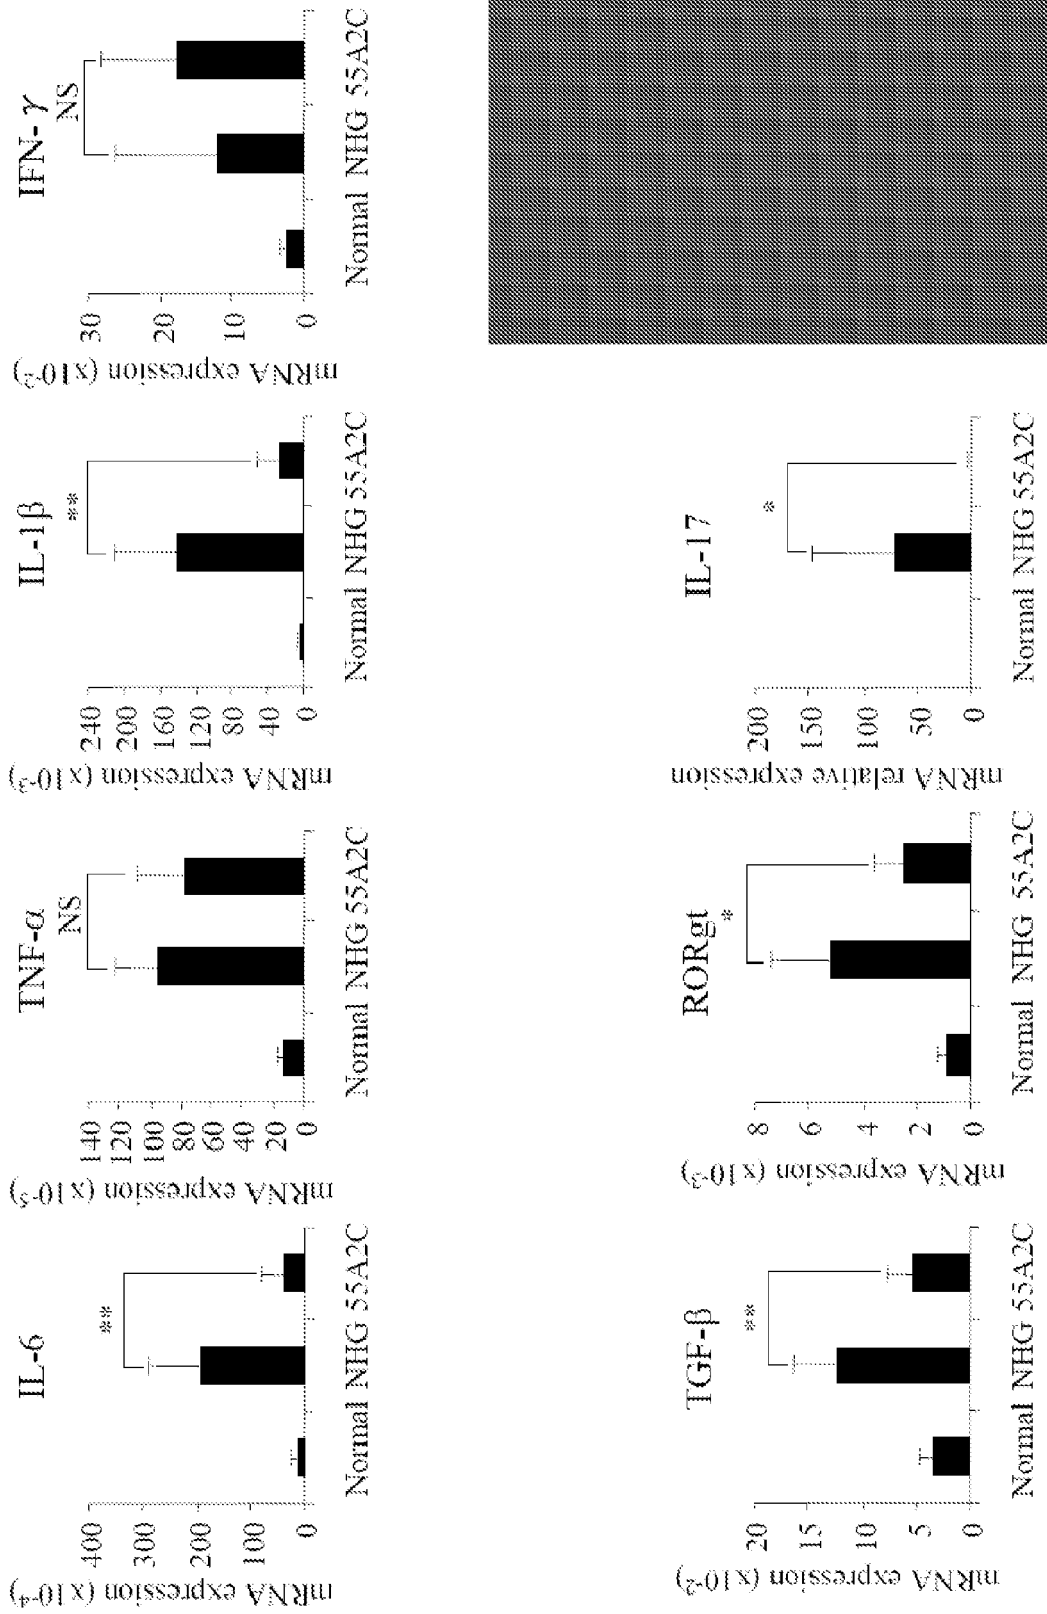 IL-6
mRNA expression (x10-4)
400
300
200
100
0
**
Normal NHG 55A2C
TNF-α
mRNA expression (x10-5)
140
120
100
80
60
40
20
0
NS
Normal NHG 55A2C
IL-1β
mRNA expression (x10-3)
240
200
160
120
80
40
0
**
Normal NHG 55A2C
IFN-γ
mRNA expression (x10-2)
30
20
10
0
NS
Normal NHG 55A2C
TGF-β
mRNA expression (x10-2)
20
15
10
5
0
**
Normal NHG 55A2C
RORgt
mRNA expression (x10-3)
8
6
4
2
0
*
Normal NHG 55A2C
IL-17
mRNA relative expression
200
150
100
50
0
*
Normal NHG 55A2C